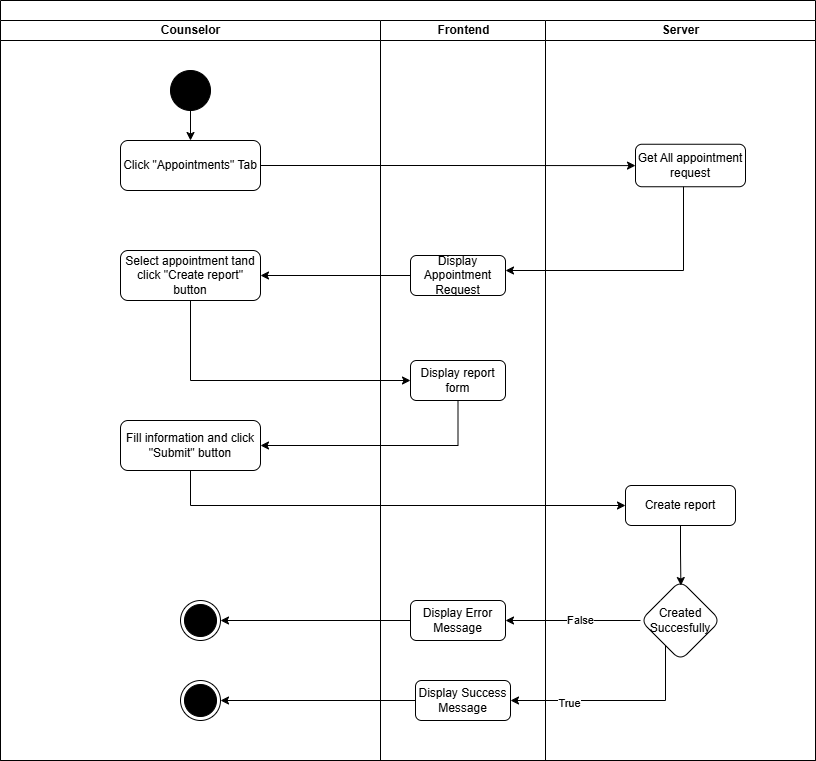 Counselor
Frontend
Server
Click "Appointments" Tab
Get All appointment
request
Select appointment tand
click "Create report"
button
Display
Appointment
Request
Display report
form
Fill information and click
"Submit" button
Create report
Created
Succesfully
False
Display Error
Message
True
Display Success
Message